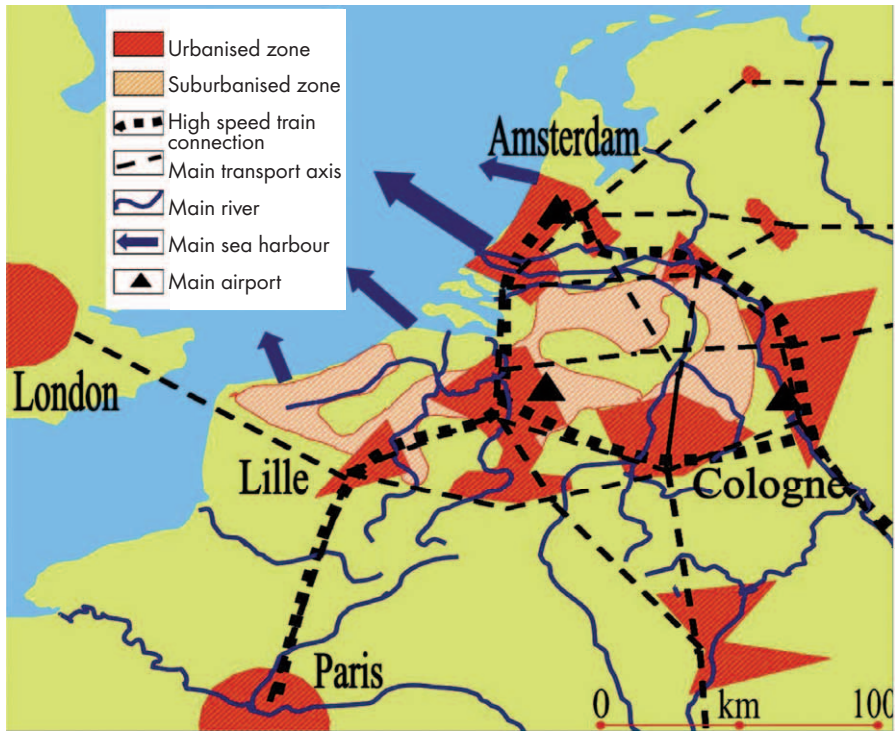 Urbanised zone
Suburbanised zone
High speed train
connection
Main transport axis
Main river
Main sea harbour
Main airport
Amsterdam
London
Lille
Cologne
Paris
0 km 100